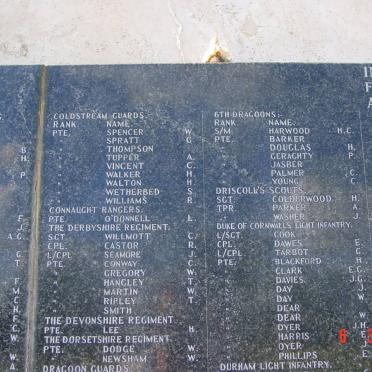 COLDSTREAM GUARDS.
RANK. NAME.
PTE. SPENCER W.
" SPRATT G.
" THOMPSON
" TUPPER A.
" VINCENT C.
" WALKER H.
" WALTON H.
" WETHERBED S.
" WILLIAMS R.
CONNAUGHT RANGERS.
PTE. O'DONNELL L.
THE DERBYSHIRE REGIMENT.
SGT. WILLMOTT C.
CPL. CASTOR R.
L/CPL SEAMORE J.
PTE. CONWAY C.
" GREGORY W.
" HANGLEY T.
" MARTIN W.
" RIPLEY T.
" SMITH
THE DEVONSHIRE REGIMENT
PTE. LEE H.
THE DORSETSHIRE REGIMENT.
PTE. DODGE W.
" NEWSHAM W.
DRAGOON GUARDS.
6TH DRAGOONS.
RANK NAME.
S/M HARWOOD H.C.
PTE. BARKER
" DOUGLAS H.
" GERAGHTY P.
" JASBER
" PALMER C.
" YOUNG C.
DRISCOLL'S SCOUTS.
SGT. COLDERWOOD H.
TPR. PARKER A.
" WASHER J.
DUKE OF CORNWALL'S LIGHT INFANTRY.
L/SGT. COOK
CPL. DAWES E.
L/CPL TARBOT G.
PTE. BLACKFORD H.
" CLARK E.G.
" DAVIES. J.G.
" DAY J.
" DAY W.
" DEAR
" DEAR W.
" DYER J.H.
" HARRIS E.
" DYER
" PHILLIPS E.
DURHAM LIGHT INFANTRY.